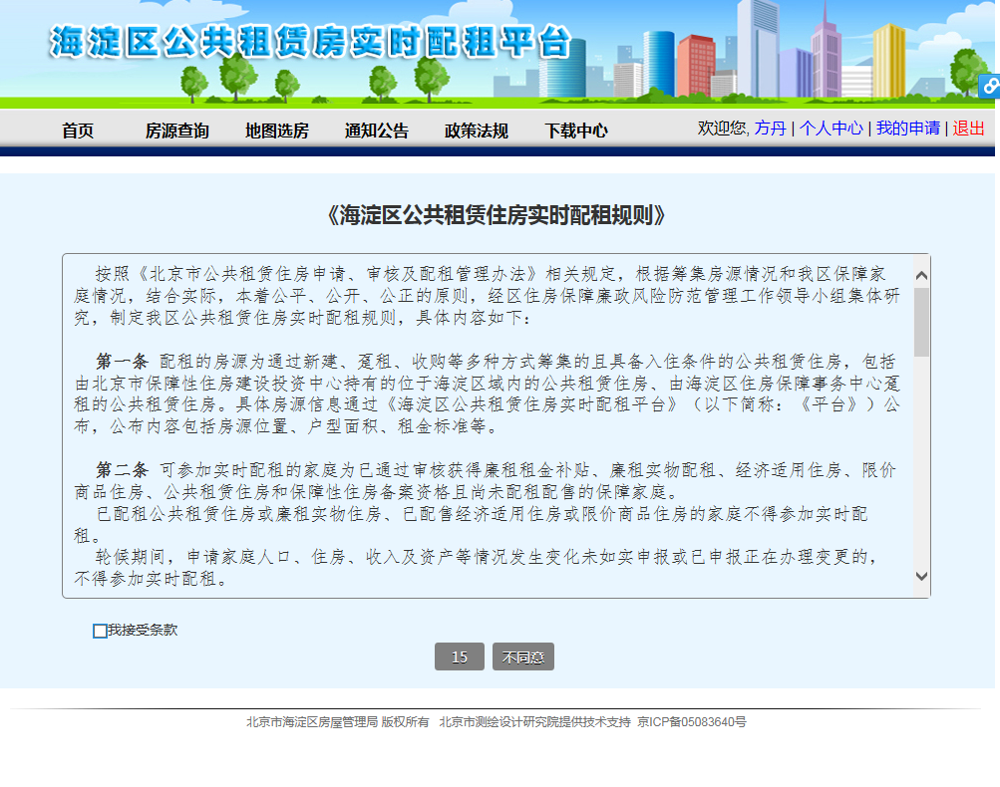 海淀区公共租赁房实时配租平台
首页 房源查询 地图选房 通知公告 政策法规 下载中心 欢迎您, 方丹 | 个人中心 | 我的申请 | 退出
《海淀区公共租赁住房实时配租规则》
按照《北京市公共租赁住房申请、审核及配租管理办法》相关规定，根据筹集房源情况和我区保障家
庭情况，结合实际，本着公平、公开、公正的原则，经区住房保障廉政风险防范管理工作领导小组集体研
究，制定我区公共租赁住房实时配租规则，具体内容如下：
第一条 配租的房源为通过新建、趸租、收购等多种方式筹集的且具备入住条件的公共租赁住房，包括
由北京市保障性住房建设投资中心持有的位于海淀区域内的公共租赁住房、由海淀区住房保障事务中心趸
租的公共租赁住房。具体房源信息通过《海淀区公共租赁住房实时配租平台》（以下简称：《平台》）公
布，公布内容包括房源位置、户型面积、租金标准等。
第二条 可参加实时配租的家庭为已通过审核获得廉租租金补贴、廉租实物配租、经济适用住房、限价
商品住房、公共租赁住房和保障性住房备案资格且尚未配租配售的保障家庭。
已配租公共租赁住房或廉租实物住房、已配售经济适用住房或限价商品住房的家庭不得参加实时配
租。
轮候期间，申请家庭人口、住房、收入及资产等情况发生变化未如实申报或已申报正在办理变更的，
不得参加实时配租。
我接受条款
15 不同意
北京市海淀区房屋管理局 版权所有 北京市测绘设计研究院提供技术支持 京ICP备05083640号